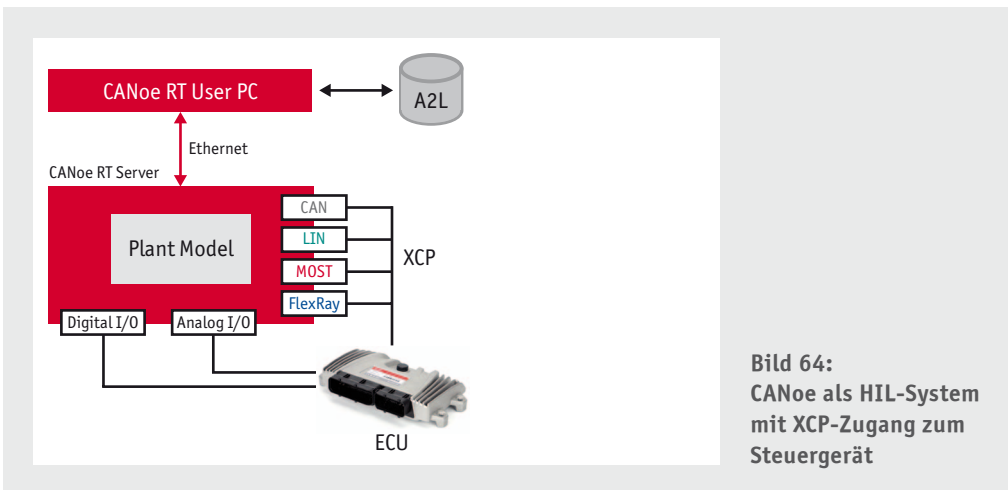 CANoe RT User PC
A2L
Ethernet
CANoe RT Server
Plant Model
CAN
LIN
MOST
FlexRay
XCP
Digital I/O
Analog I/O
ECU
Bild 64:
CANoe als HIL-System
mit XCP-Zugang zum
Steuergerät